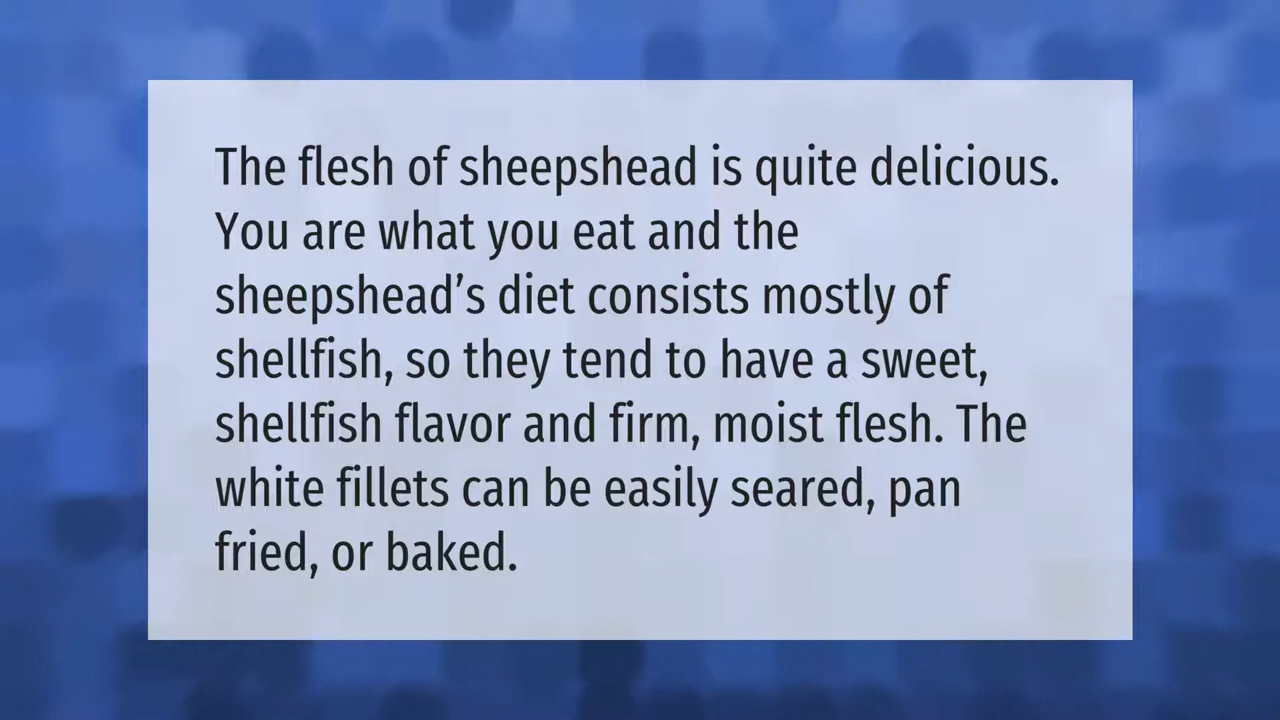 The flesh of sheepshead is quite delicious.
You are what you eat and the
sheepshead’s diet consists mostly of
shellfish, so they tend to have a sweet,
shellfish flavor and firm, moist flesh. The
white fillets can be easily seared, pan
fried, or baked.